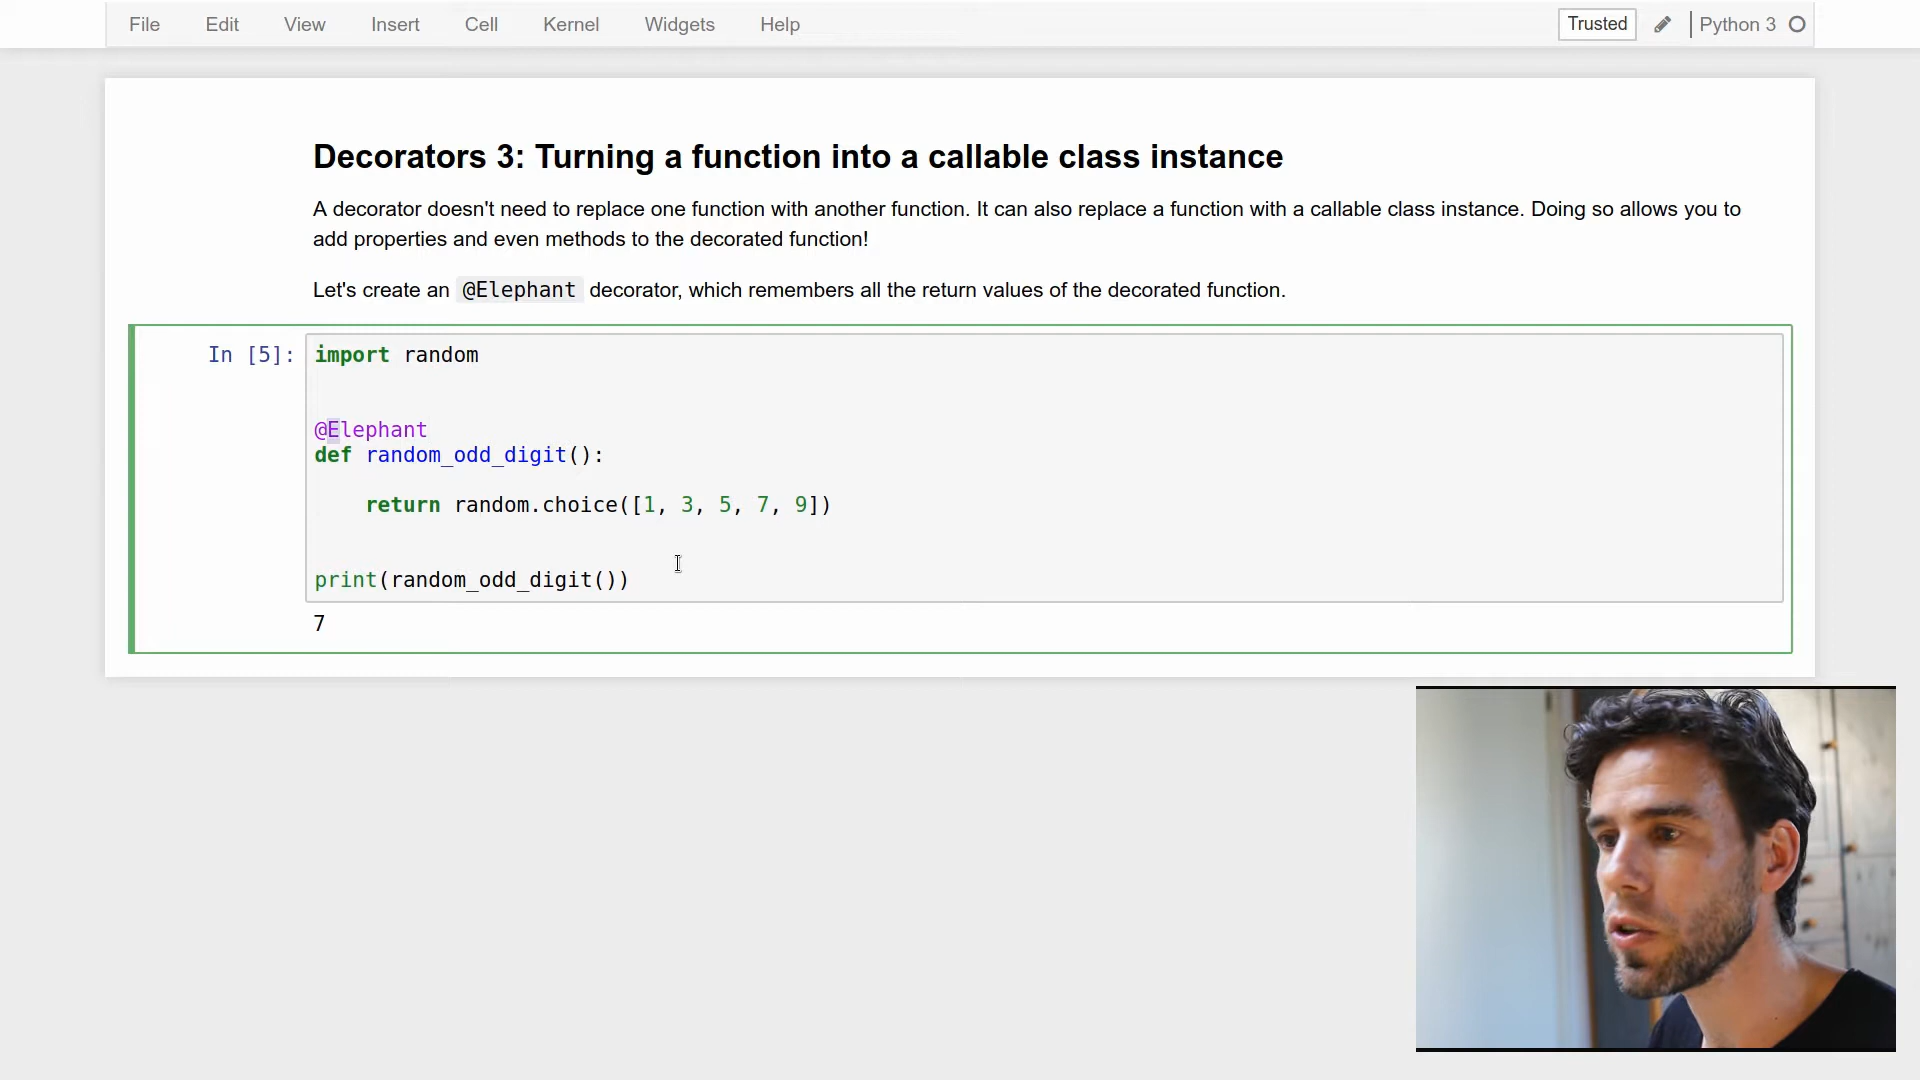 File Edit View Insert Cell Kernel Widgets Help Trusted Python 3
Decorators 3: Turning a function into a callable class instance
A decorator doesn't need to replace one function with another function. It can also replace a function with a callable class instance. Doing so allows you to
add properties and even methods to the decorated function!
Let's create an @Elephant decorator, which remembers all the return values of the decorated function.
In [5]: import random
@Elephant
def random_odd_digit():
    return random.choice([1, 3, 5, 7, 9])
print(random_odd_digit())
7